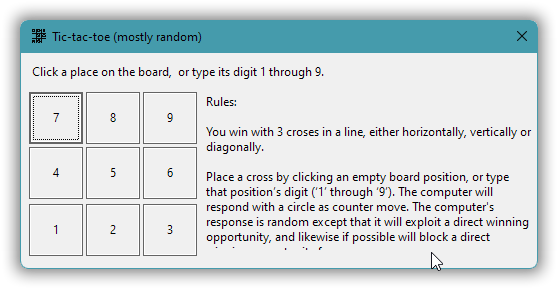 Tic-tac-toe (mostly random)
Click a place on the board,  or type its digit 1 through 9.
7 8 9
4 5 6
1 2 3
Rules:
You win with 3 croses in a line, either horizontally, vertically or
diagonally.
Place a cross by clicking an empty board position, or type
that position's digit (‘1’ through ‘9’). The computer will
respond with a circle as counter move. The computer's
response is random except that it will exploit a direct winning
opportunity, and likewise if possible will block a direct